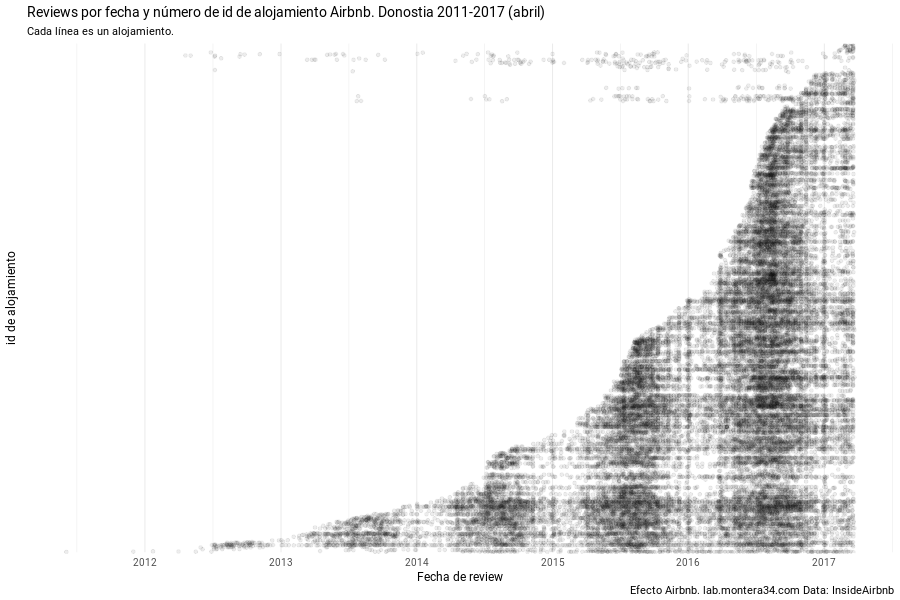 Reviews por fecha y número de id de alojamiento Airbnb. Donostia 2011-2017 (abril)
Cada línea es un alojamiento.
id de alojamiento
2012 2013 2014 2015 2016 2017
Fecha de review
Efecto Airbnb. lab.montera34.com Data: InsideAirbnb